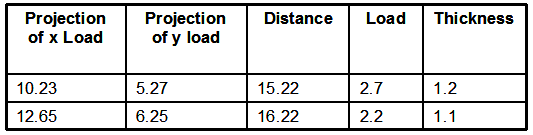 Projection of x Load Projection of y load Distance Load Thickness
10.23 5.27 15.22 2.7 1.2
12.65 6.25 16.22 2.2 1.1